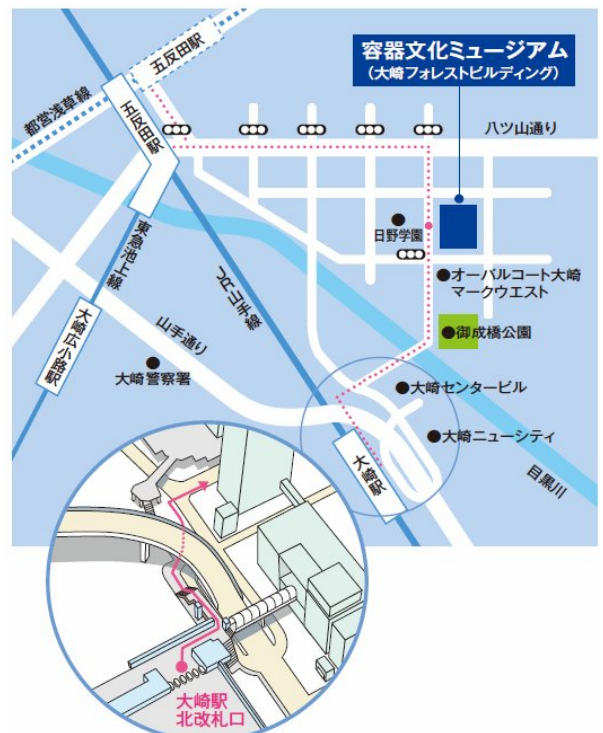 五反田駅
容器文化ミュージアム
(大崎フォレストビルディング)
都営浅草線
五反田駅
八ツ山通り
日野学園
東急池上線
JR山手線
オーバルコート大崎
マークウエスト
大崎広小路駅
山手通り
御成橋公園
大崎警察署
大崎センタービル
大崎ニューシティ
大崎駅
目黒川
大崎駅
北改札口